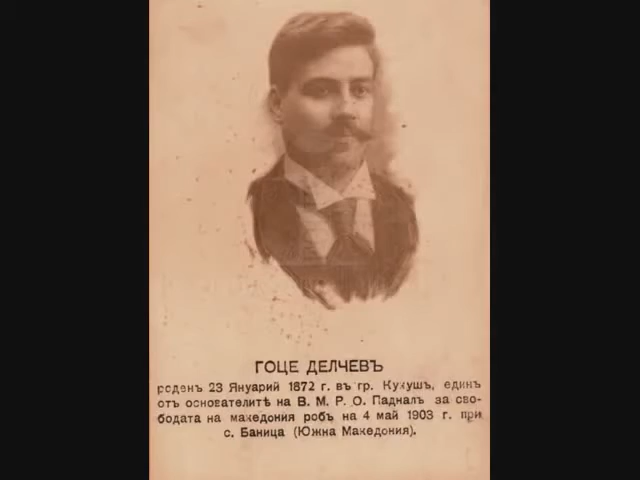 ГОЦЕ ДЕЛЧЕВЪ
роденъ 23 Януарий 1872 г. въ гр. Кукушъ, единъ
отъ основателитѣ на В. М. Р. О. Падналъ за сво-
бодата на македония робъ на 4 май 1903 г. при
с. Баница (Южна Македония).